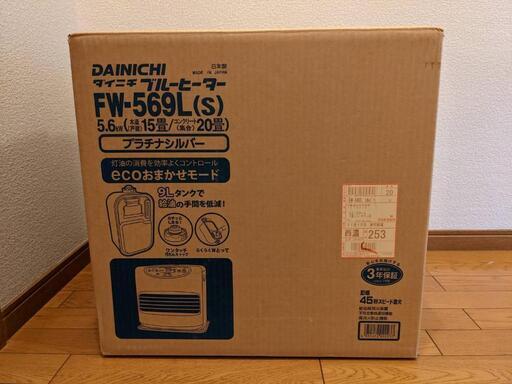 DAINICHI
日本製
MADE IN JAPAN
ダイニチ ブルーヒーター
FW-569L(S)
5.6kW(木造(戸建)15畳/コンクリート(集合)20畳)
プラチナシルバー
灯油の消費を効率よくコントロール
ecoおまかせモード
9Lタンクで
給油の手間を低減!
ワンタッチ
汚れんキャップ
らくらくWとって
20
西濃
253
3年保証
45秒スピード着火